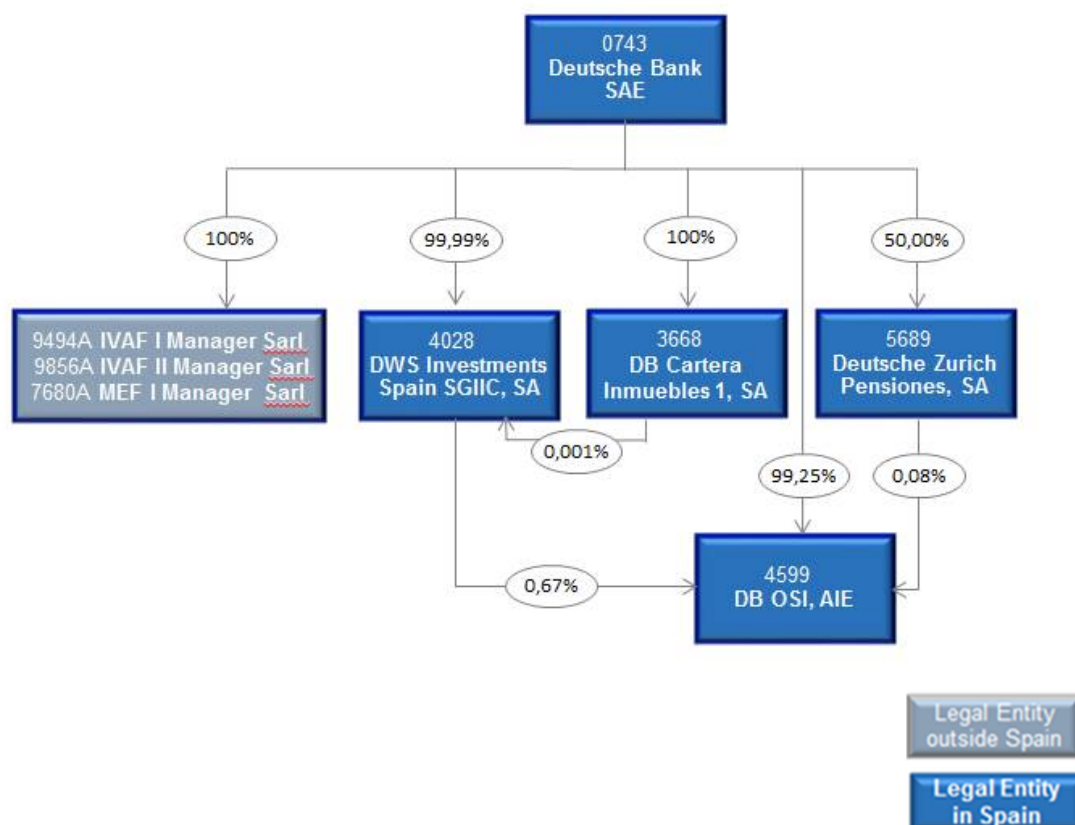 0743
Deutsche Bank
SAE
100%
99,99%
100%
50,00%
9494A IVAF I Manager Sarl
9856A IVAF II Manager Sarl
7680A MEF I Manager Sarl
4028
DWS Investments
Spain SGIIC, SA
3668
DB Cartera
Inmuebles 1, SA
5689
Deutsche Zurich
Pensiones, SA
0,001%
99,25%
0,08%
0,67%
4599
DB OSI, AIE
Legal Entity
outside Spain
Legal Entity
in Spain